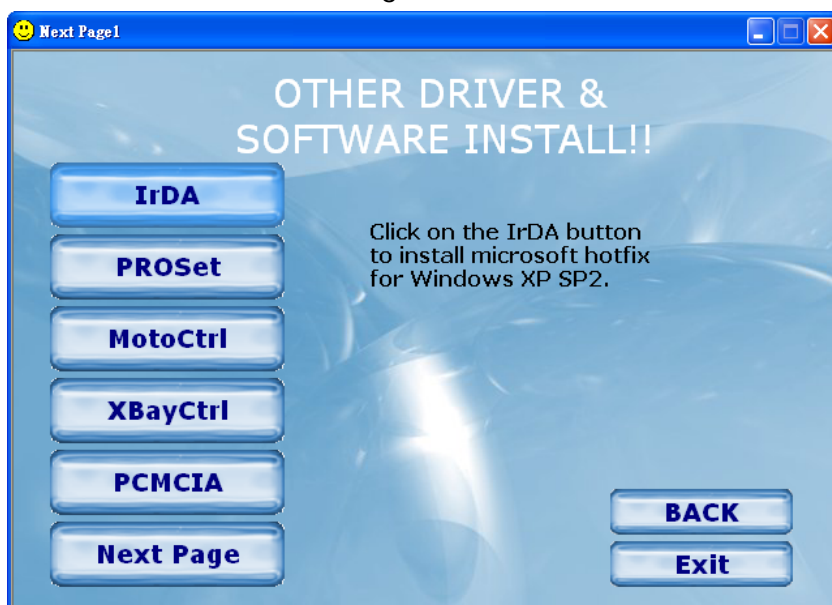 Next Page1
OTHER DRIVER &
SOFTWARE INSTALL!!
IrDA
Click on the IrDA button
to install microsoft hotfix
for Windows XP SP2.
PROSet
MotoCtrl
XBayCtrl
PCMCIA
Next Page
BACK
Exit